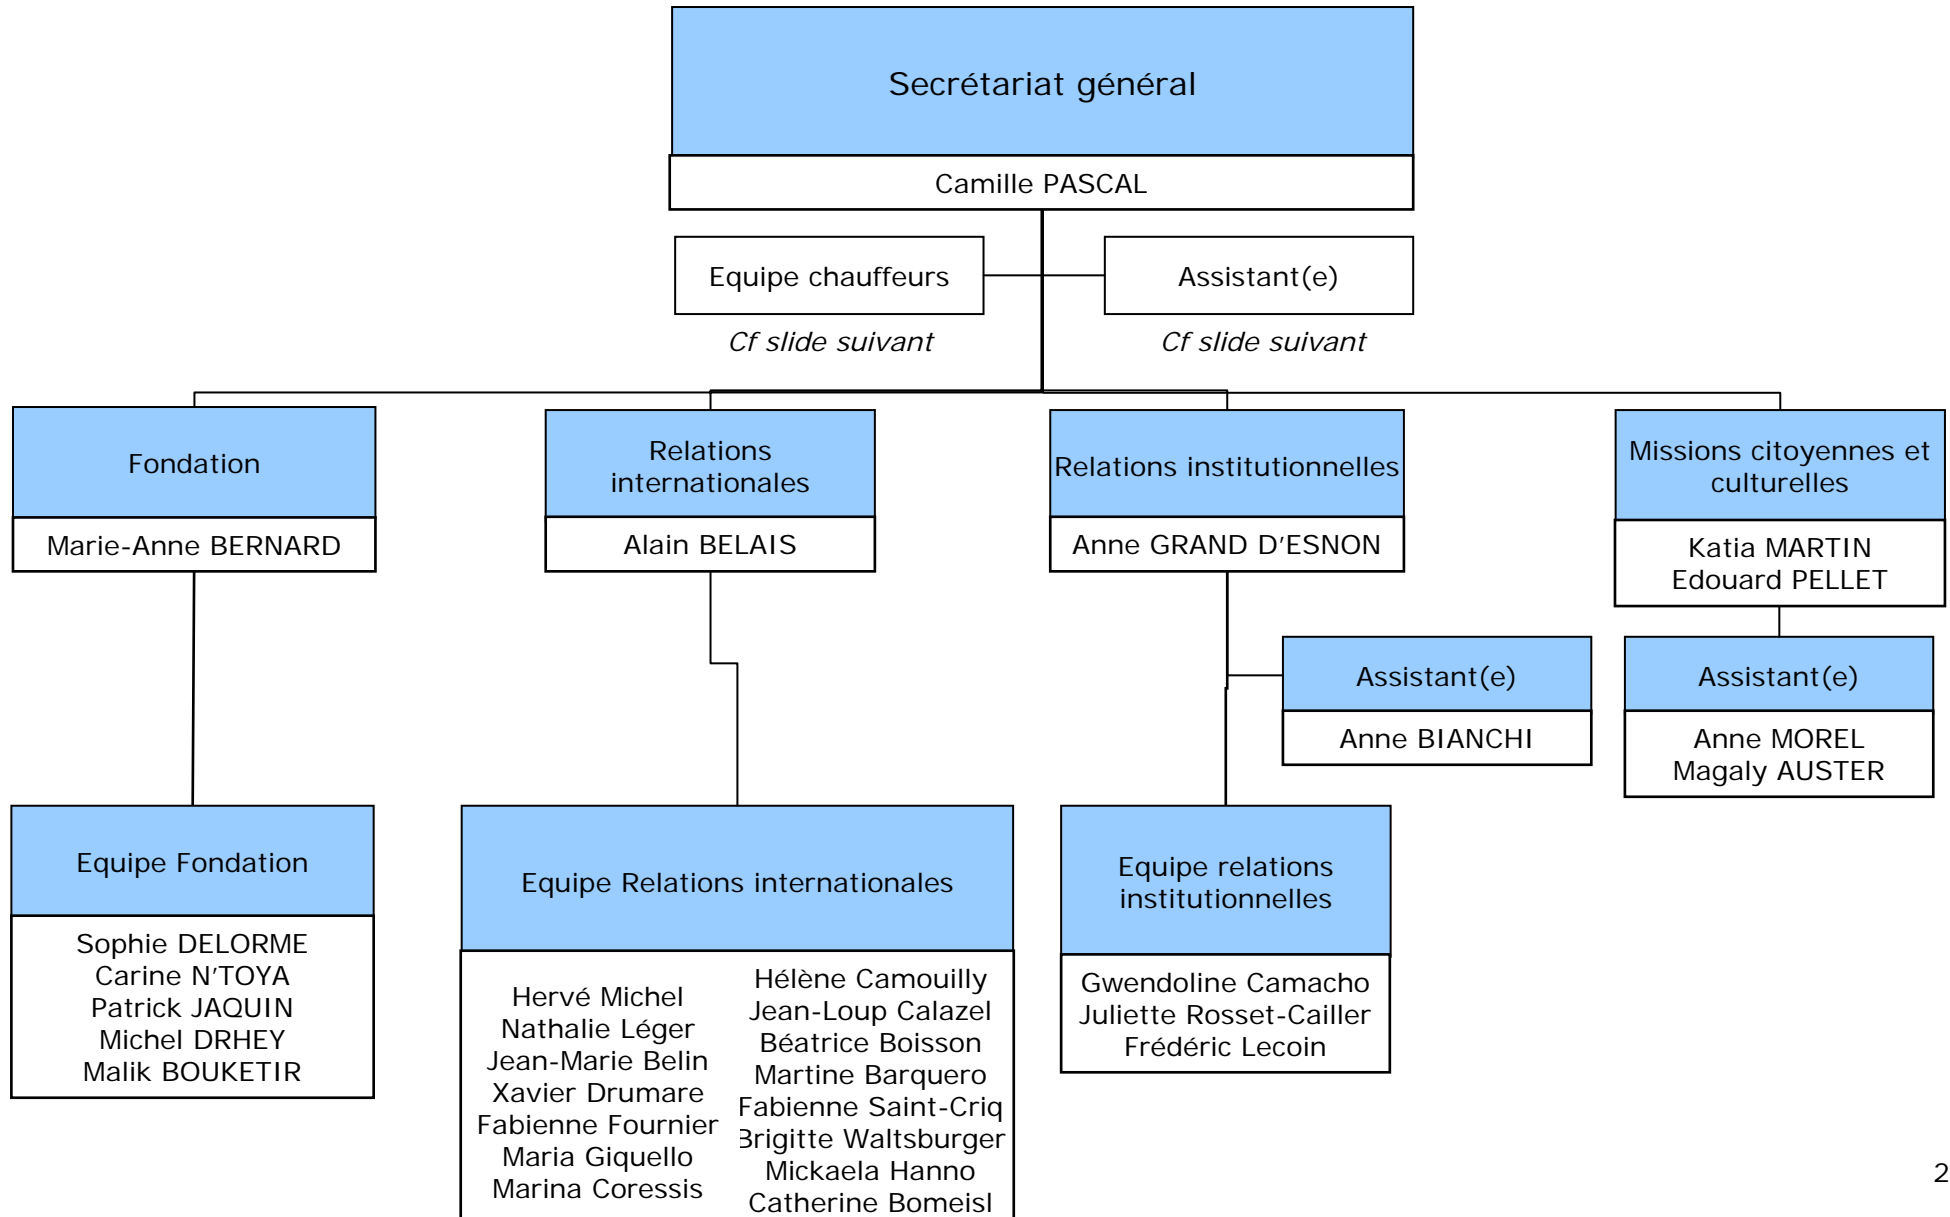 Secrétariat général
Camille PASCAL
Equipe chauffeurs
Assistant(e)
Cf slide suivant
Cf slide suivant
Fondation
Marie-Anne BERNARD
Relations
internationales
Alain BELAIS
Relations institutionnelles
Anne GRAND D'ESNON
Missions citoyennes et
culturelles
Katia MARTIN
Edouard PELLET
Assistant(e)
Anne BIANCHI
Assistant(e)
Anne MOREL
Magaly AUSTER
Equipe Fondation
Sophie DELORME
Carine N'TOYA
Patrick JAQUIN
Michel DRHEY
Malik BOUKETIR
Equipe Relations internationales
Hervé Michel
Nathalie Léger
Jean-Marie Belin
Xavier Drumare
Fabienne Fournier
Maria Giquello
Marina Coressis
Hélène Camouilly
Jean-Loup Calazel
Béatrice Boisson
Martine Barquero
Fabienne Saint-Criq
Brigitte Waltsburger
Mickaela Hanno
Catherine Bomeisl
Equipe relations
institutionnelles
Gwendoline Camacho
Juliette Rosset-Cailler
Frédéric Lecoin
2